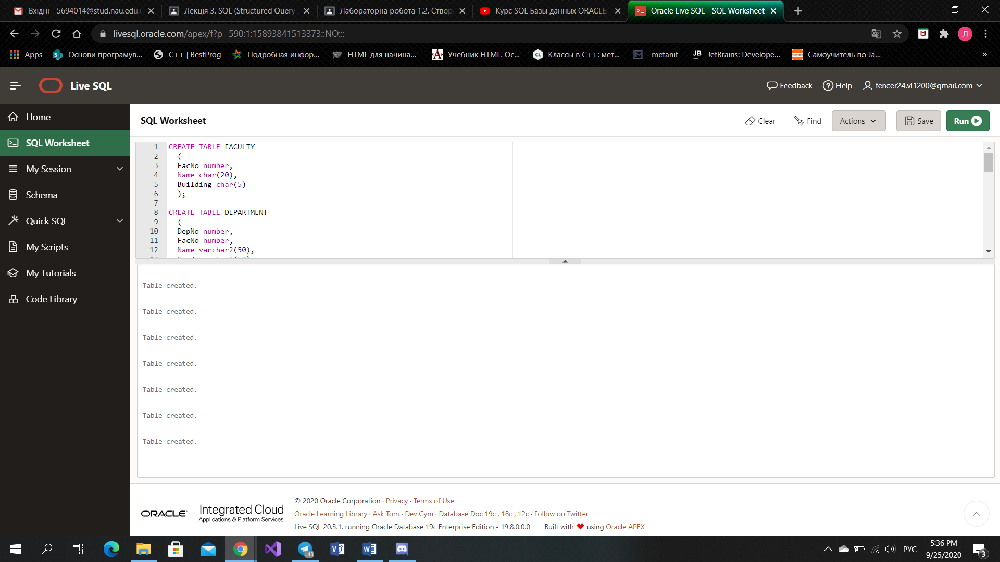 Вхідні - 5694014@stud.nau.edu.u
Лекція 3. SQL (Structured Query
Лабораторна робота 1.2. Створ
Курс SQL Базы данных ORACLE.
Oracle Live SQL - SQL Worksheet
livesql.oracle.com/apex/f?p=590:1:15893841513373::NO:::
Л
Apps
Основи програмув...
C++ | BestProg
Подробная инфор...
HTML для начина...
Учебник HTML. Ос...
Классы в C++: мет...
_metanit_
JetBrains: Develope...
Самоучитель по Ja...
»
Live SQL
Feedback
Help
fencer24.vl1200@gmail.com
Home
SQL Worksheet
My Session
Schema
Quick SQL
My Scripts
My Tutorials
Code Library
SQL Worksheet
Clear
Find
Actions
Save
Run
1 CREATE TABLE FACULTY
2 (
3 FacNo number,
4 Name char(20),
5 Building char(5)
6 );
7
8 CREATE TABLE DEPARTMENT
9 (
10 DepNo number,
11 FacNo number,
12 Name varchar2(50),
Table created.
Table created.
Table created.
Table created.
Table created.
Table created.
Table created.
ORACLE
Integrated Cloud
Applications & Platform Services
© 2020 Oracle Corporation · Privacy · Terms of Use
Oracle Learning Library · Ask Tom · Dev Gym · Database Doc 19c, 18c, 12c · Follow on Twitter
Live SQL 20.3.1, running Oracle Database 19c Enterprise Edition - 19.8.0.0.0 Built with ❤ using Oracle APEX
43
РУС
5:36 PM
9/25/2020
3